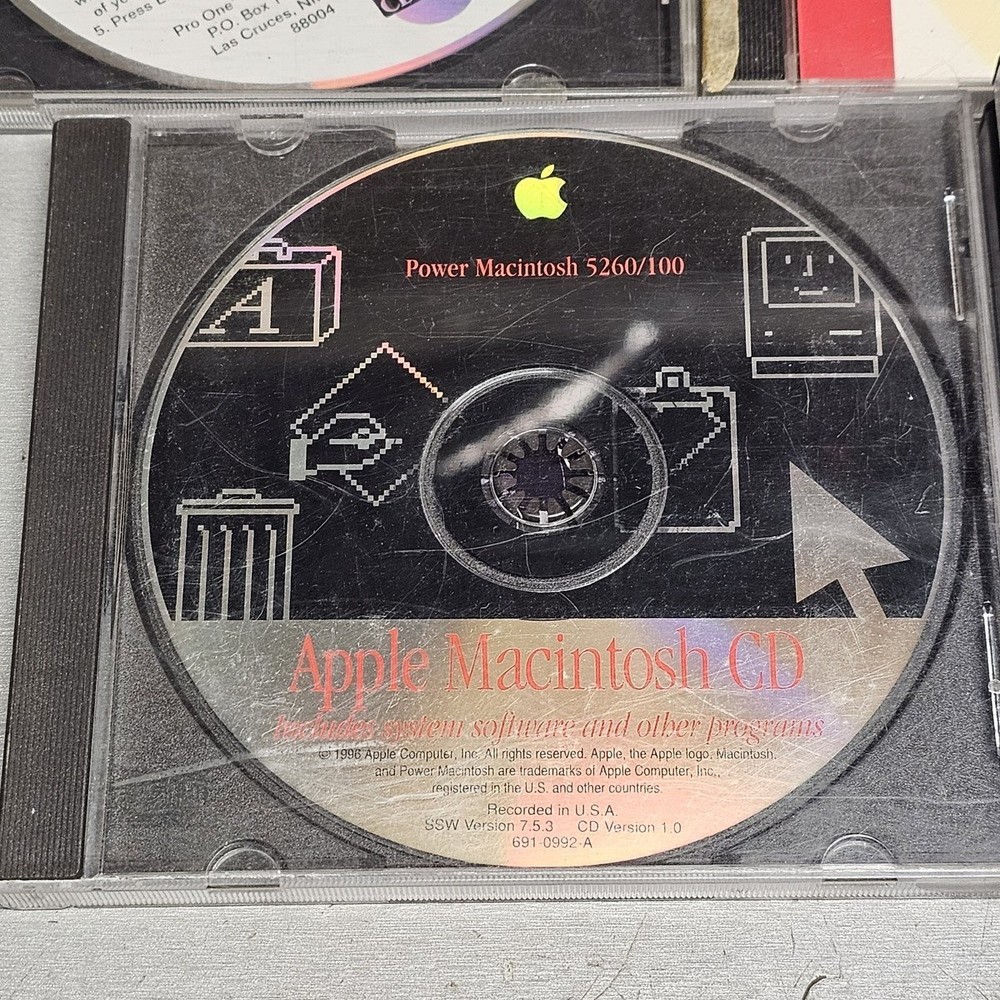 of yo
5. Press E
Pro One
P.O. Box 1
Las Cruces, NM
88004
Power Macintosh 5260/100
A
Apple Macintosh CD
Includes system software and other programs
© 1996 Apple Computer, Inc. All rights reserved. Apple, the Apple logo, Macintosh,
and Power Macintosh are trademarks of Apple Computer, Inc.,
registered in the U.S. and other countries.
Recorded in U.S.A.
SSW Version 7.5.3 CD Version 1.0
691-0992-A